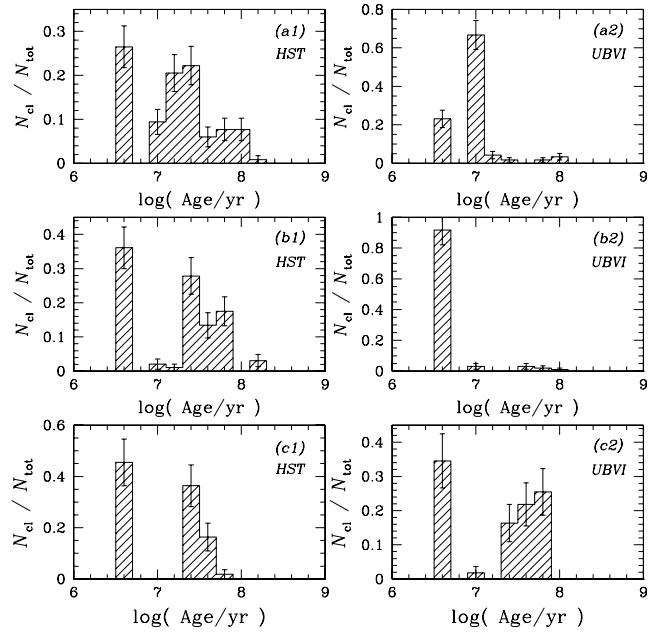 0.3
0.2
0.1
0
N_cl / N_tot
(a1)
HST
6 7 8 9
log( Age/yr )
0.8
0.6
0.4
0.2
0
N_cl / N_tot
(a2)
UBVI
6 7 8 9
log( Age/yr )
0.4
0.3
0.2
0.1
0
N_cl / N_tot
(b1)
HST
6 7 8 9
log( Age/yr )
1
0.8
0.6
0.4
0.2
0
N_cl / N_tot
(b2)
UBVI
6 7 8 9
log( Age/yr )
0.6
0.4
0.2
0
N_cl / N_tot
(c1)
HST
6 7 8 9
log( Age/yr )
0.4
0.3
0.2
0.1
0
N_cl / N_tot
(c2)
UBVI
6 7 8 9
log( Age/yr )